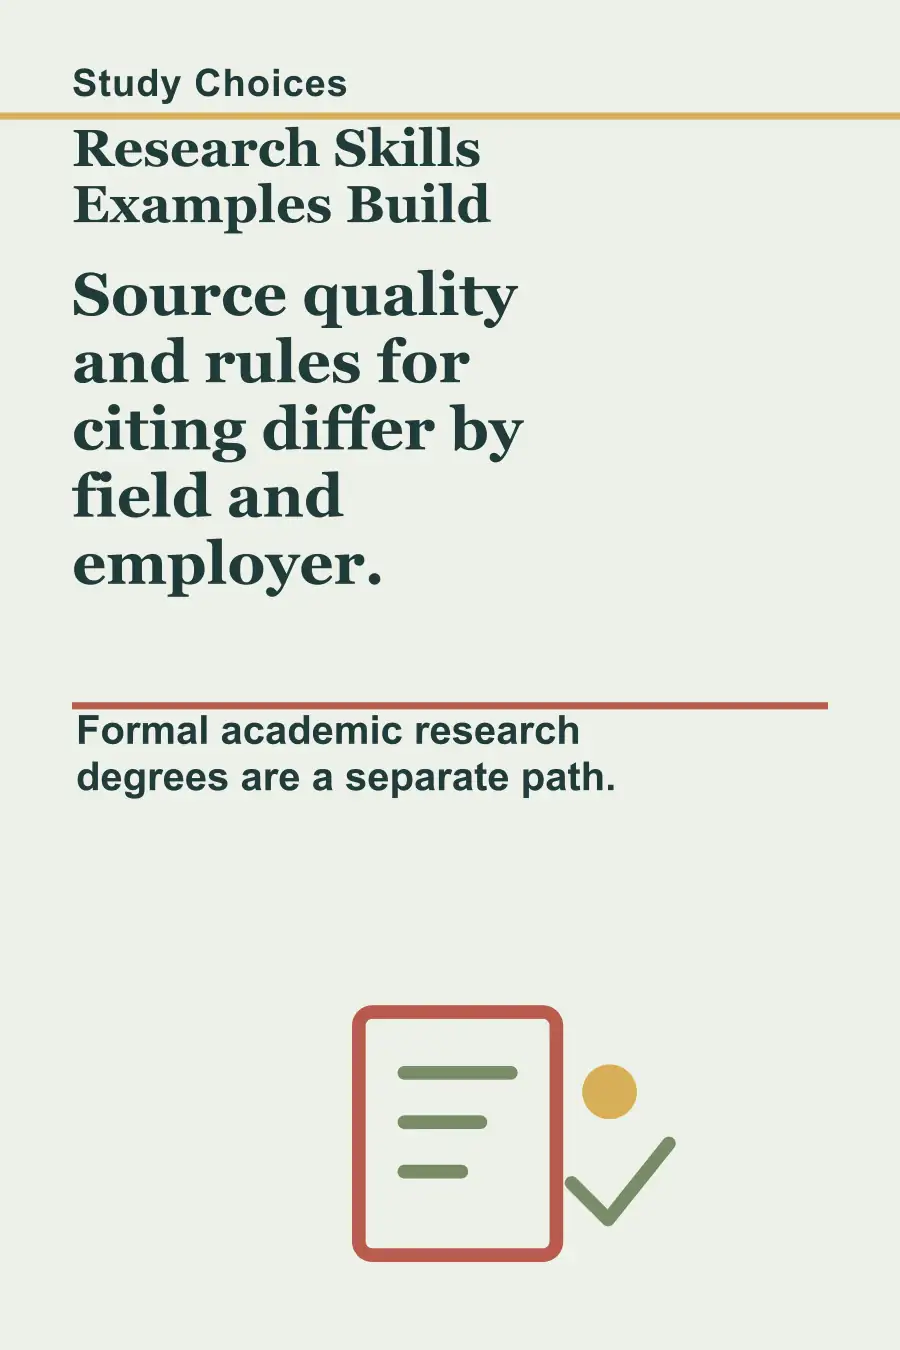 Study Choices
Research Skills
Examples Build
Source quality
and rules for
citing differ by
field and
employer.
Formal academic research
degrees are a separate path.